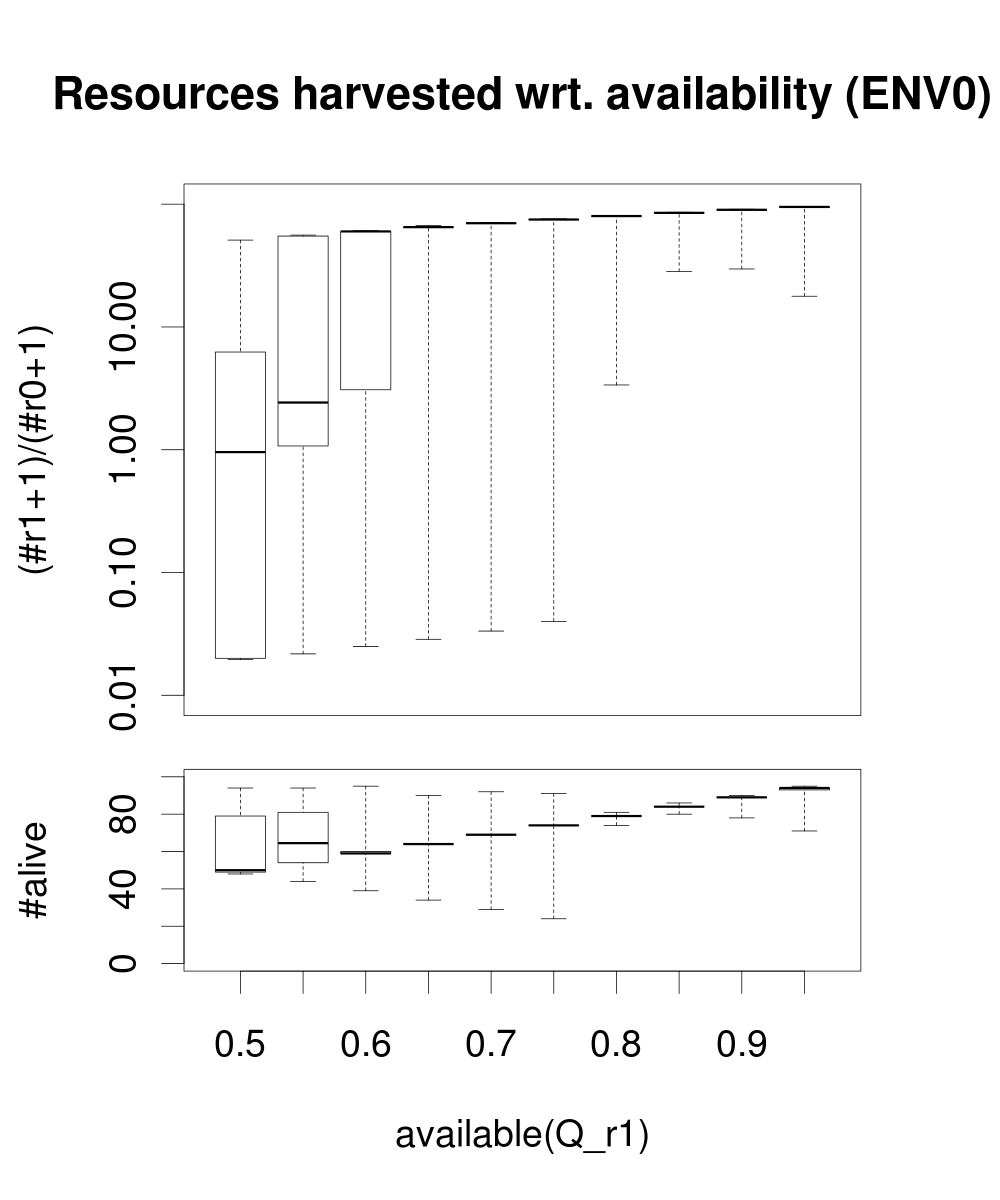 Resources harvested wrt. availability (ENV0)
(#r1+1)/(#r0+1)
10.00
1.00
0.10
0.01
#alive
80
40
0
0.5 0.6 0.7 0.8 0.9
available(Q_r1)